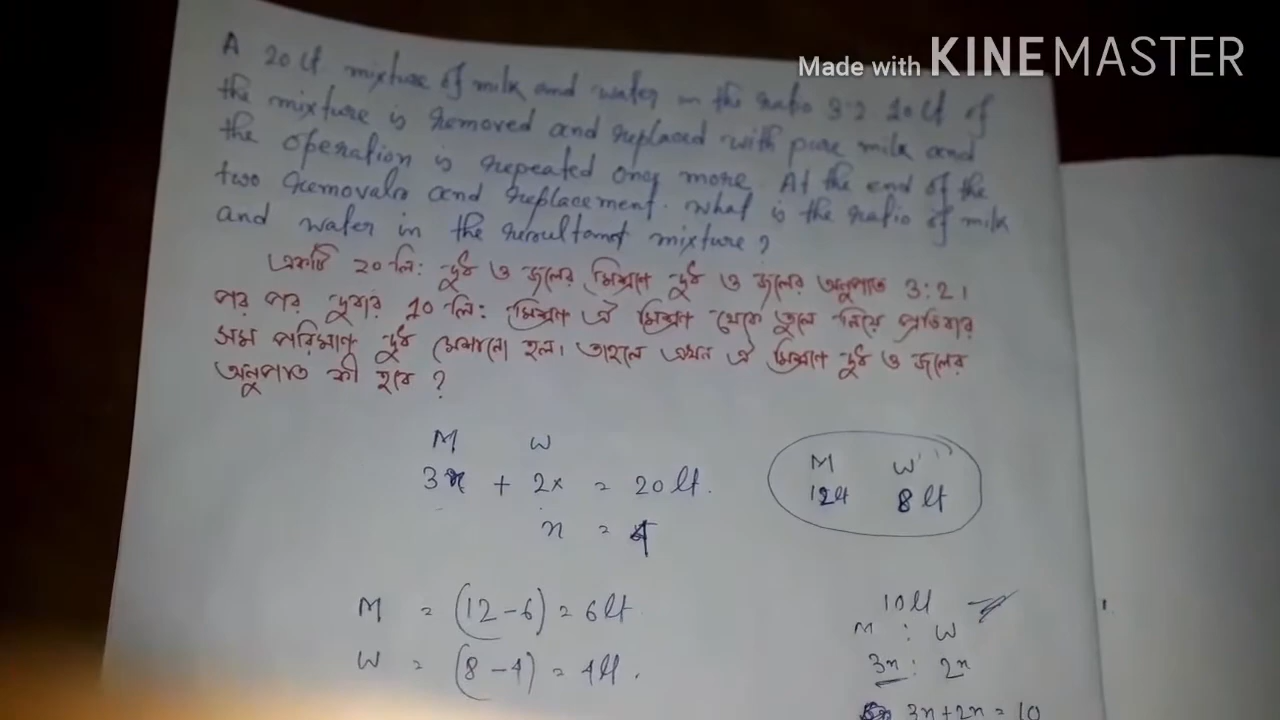 Made with KINEMASTER
A 20 lt mixture of milk and water in the ratio 3:2 10 lt of
the mixture is removed and replaced with pure milk and
the operation is repeated once more. At the end of the
two removals and replacement. What is the ratio of milk
and water in the resultant mixture?
একটি ২০ লি: দুধ ও জলের মিশ্রণে দুধ ও জলের অনুপাত 3:2।
পর পর দুবার 10 লি: মিশ্রণ ঐ মিশ্রণ থেকে তুলে নিয়ে প্রতিবার
সম পরিমাণ দুধ মেশানো হল। তাহলে এখন ঐ মিশ্রণে দুধ ও জলের
অনুপাত কী হবে ?
M W
3x + 2x = 20 lt.
x = 4
M W
12 lt 8 lt
M = (12-6) = 6 lt
W = (8-4) = 4 lt.
10 lt
M : W
3x : 2x
3x+2x = 10